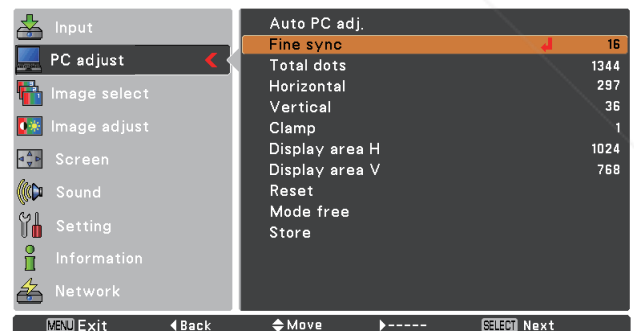 Input
PC adjust
Image select
Image adjust
Screen
Sound
Setting
Information
Network
Auto PC adj.
Fine sync 16
Total dots 1344
Horizontal 297
Vertical 36
Clamp 1
Display area H 1024
Display area V 768
Reset
Mode free
Store
MENU Exit ◀Back ◆Move ▶----- SELECT Next